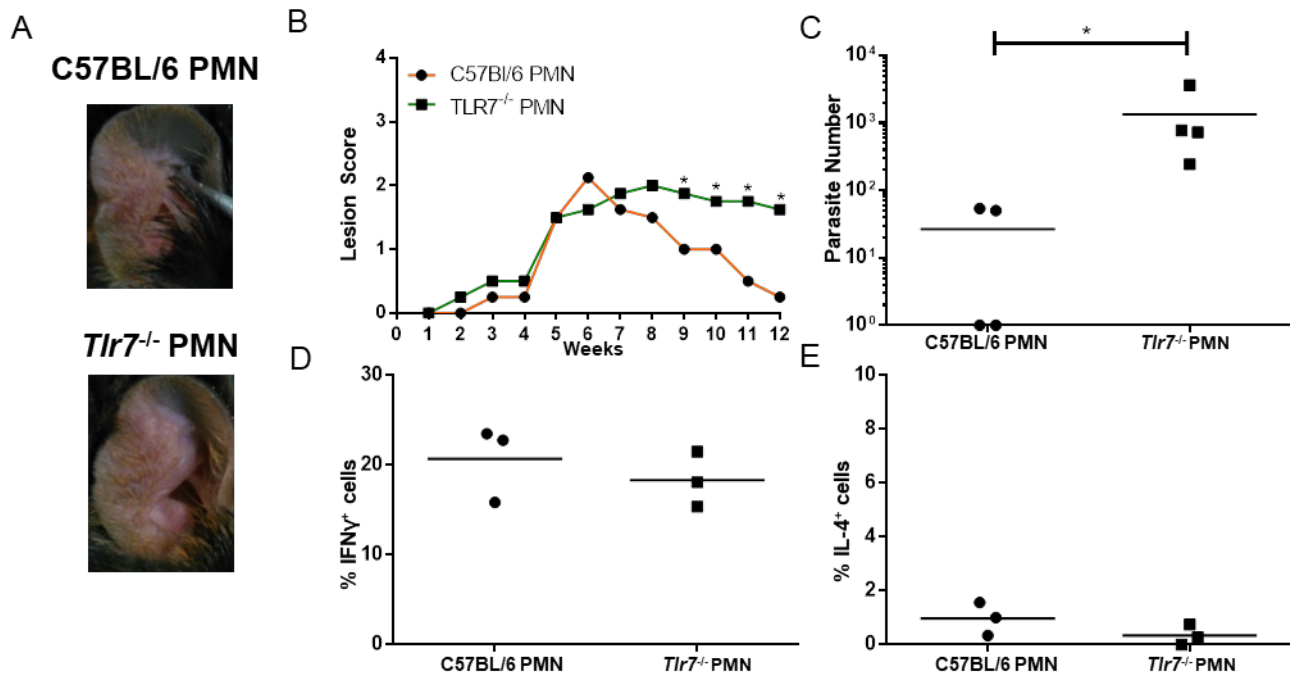 A
C57BL/6 PMN
Tlr7-/- PMN
B
C57Bl/6 PMN
TLR7-/- PMN
Lesion Score
4
3
2
1
0
* * * *
0 1 2 3 4 5 6 7 8 9 10 11 12
Weeks
C
*
Parasite Number
10^4
10^3
10^2
10^1
10^0
C57BL/6 PMN Tlr7-/- PMN
D
% IFNγ+ cells
30
20
10
0
C57BL/6 PMN Tlr7-/- PMN
E
% IL-4+ cells
10
8
6
4
2
0
C57BL/6 PMN Tlr7-/- PMN